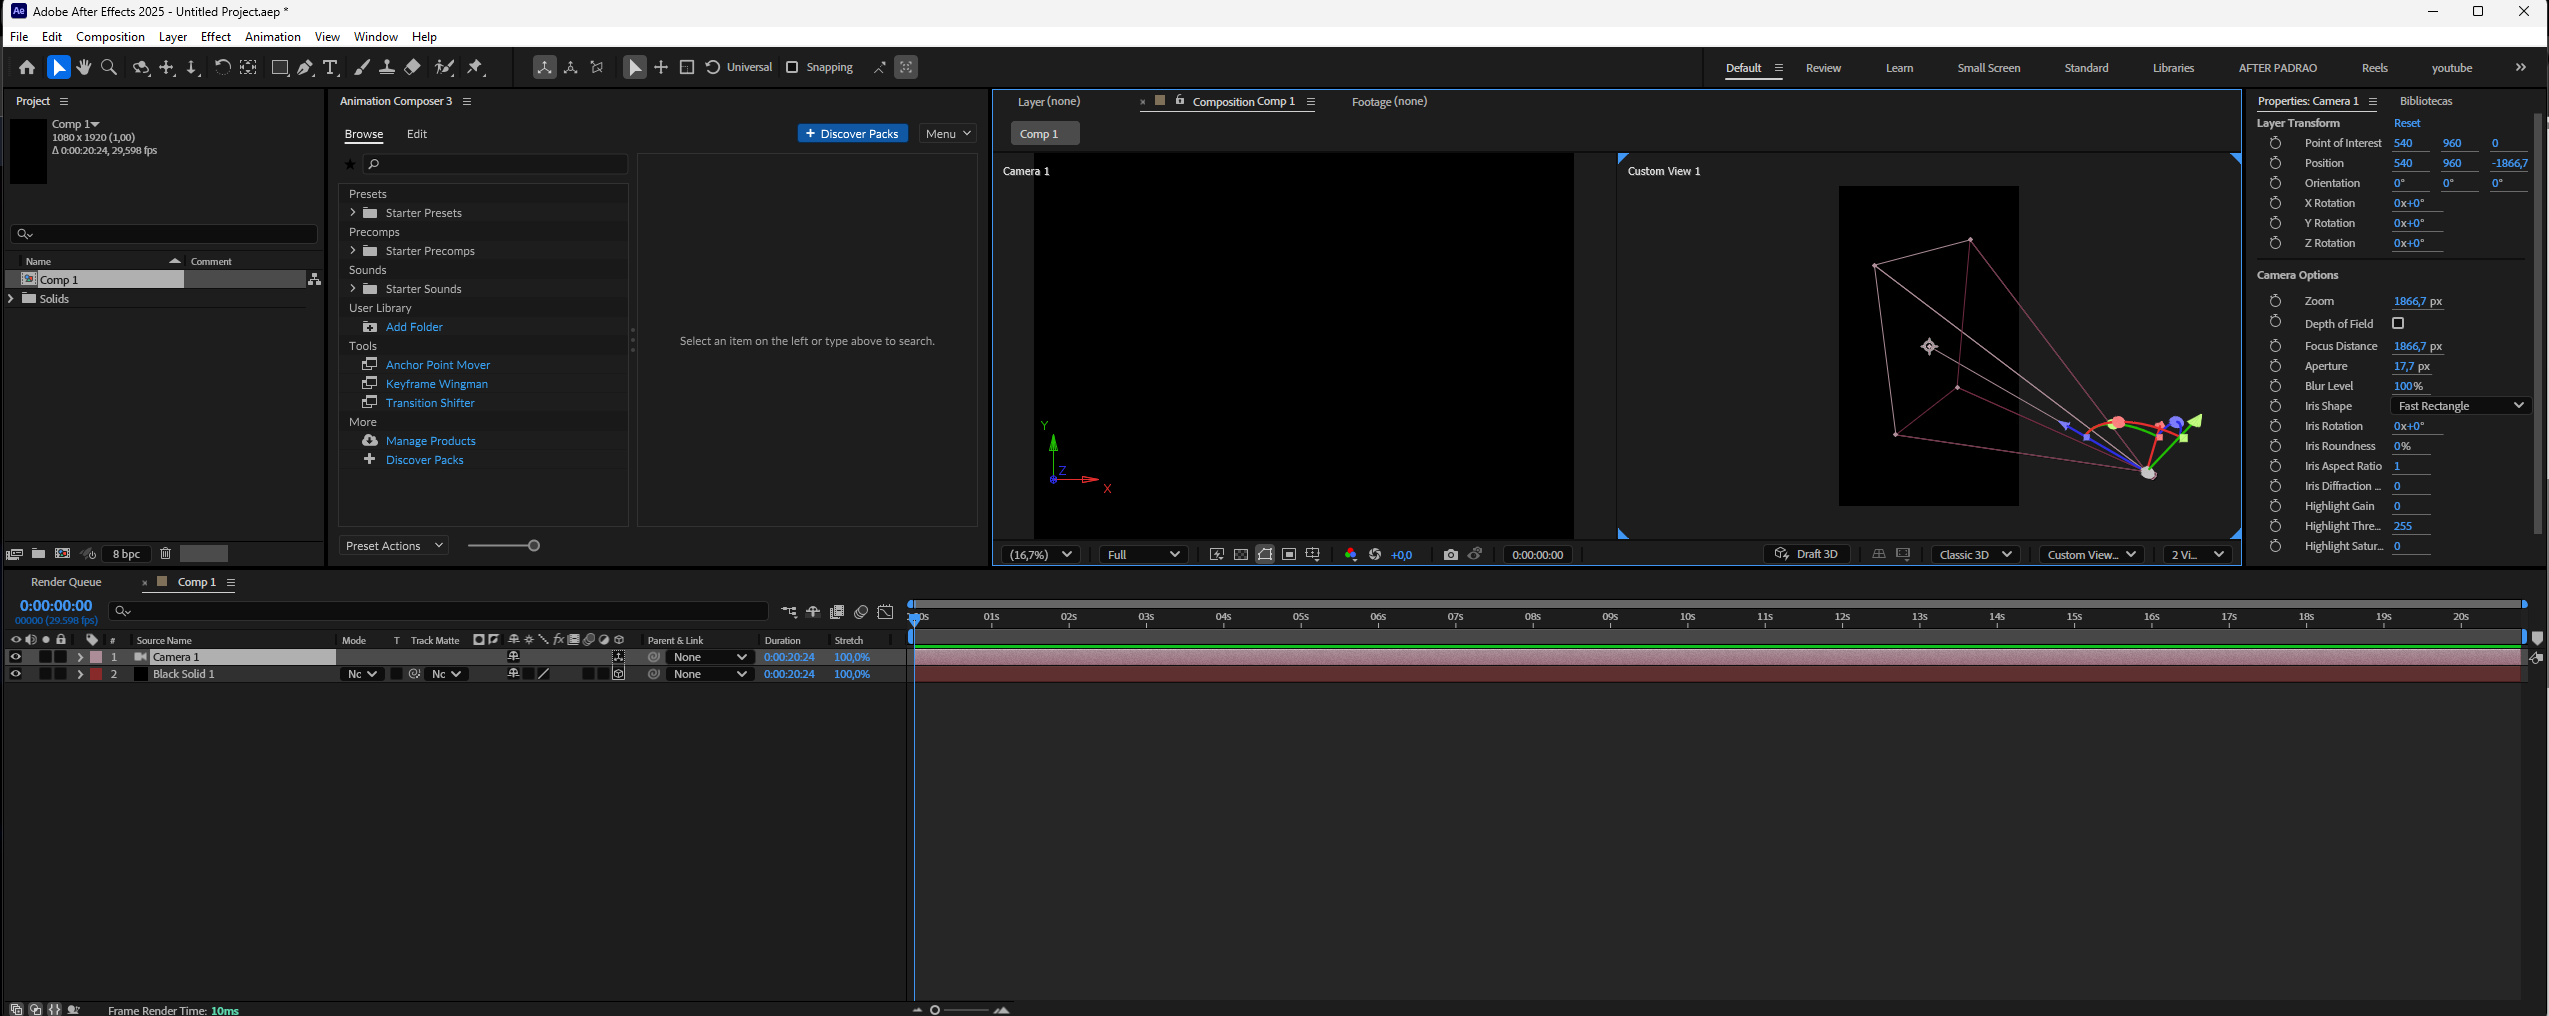 Ae Adobe After Effects 2025 - Untitled Project.aep *
File Edit Composition Layer Effect Animation View Window Help
Universal Snapping Default Review Learn Small Screen Standard Libraries AFTER PADRAO Reels youtube
Project
Comp 1
1080 x 1920 (1,00)
Δ 0:00:20:24, 29,598 fps
Name Comment
Comp 1
Solids
8 bpc
Animation Composer 3
Browse Edit + Discover Packs Menu
Presets
Starter Presets
Precomps
Starter Precomps
Sounds
Starter Sounds
User Library
Add Folder
Tools
Anchor Point Mover
Keyframe Wingman
Transition Shifter
More
Manage Products
Discover Packs
Select an item on the left or type above to search.
Preset Actions
Layer (none) Composition Comp 1 Footage (none)
Comp 1
Camera 1 Custom View 1
Y
Z
X
(16,7%) Full +0,0 0:00:00:00 Draft 3D Classic 3D Custom View... 2 Vi...
Properties: Camera 1 Bibliotecas
Layer Transform Reset
Point of Interest 540 960 0
Position 540 960 -1866,7
Orientation 0° 0° 0°
X Rotation 0x+0°
Y Rotation 0x+0°
Z Rotation 0x+0°
Camera Options
Zoom 1866,7 px
Depth of Field
Focus Distance 1866,7 px
Aperture 17,7 px
Blur Level 100%
Iris Shape Fast Rectangle
Iris Rotation 0x+0°
Iris Roundness 0%
Iris Aspect Ratio 1
Iris Diffraction ... 0
Highlight Gain 0
Highlight Thre... 255
Highlight Satur... 0
Render Queue Comp 1
0:00:00:00
00000 (29.598 fps)
# Source Name Mode T Track Matte fx Parent & Link Duration Stretch
1 Camera 1 None 0:00:20:24 100,0%
2 Black Solid 1 Nc Nc None 0:00:20:24 100,0%
01s 02s 03s 04s 05s 06s 07s 08s 09s 10s 11s 12s 13s 14s 15s 16s 17s 18s 19s 20s
Frame Render Time: 10ms